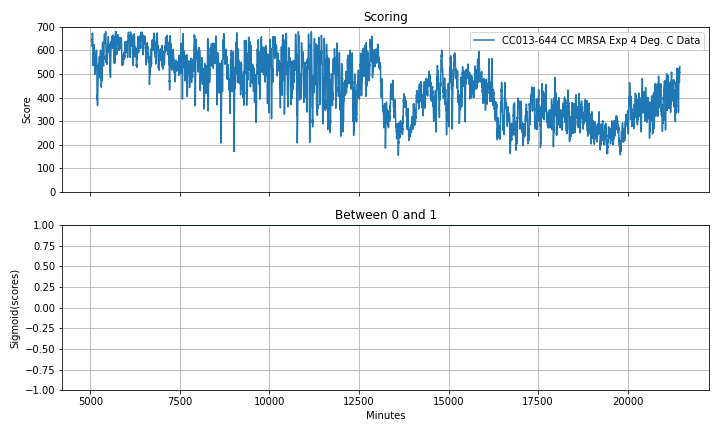 Scoring
CC013-644 CC MRSA Exp 4 Deg. C Data
700
600
500
400
300
200
100
0
Score
Between 0 and 1
1.00
0.75
0.50
0.25
0.00
−0.25
−0.50
−0.75
−1.00
Sigmoid(scores)
5000 7500 10000 12500 15000 17500 20000
Minutes